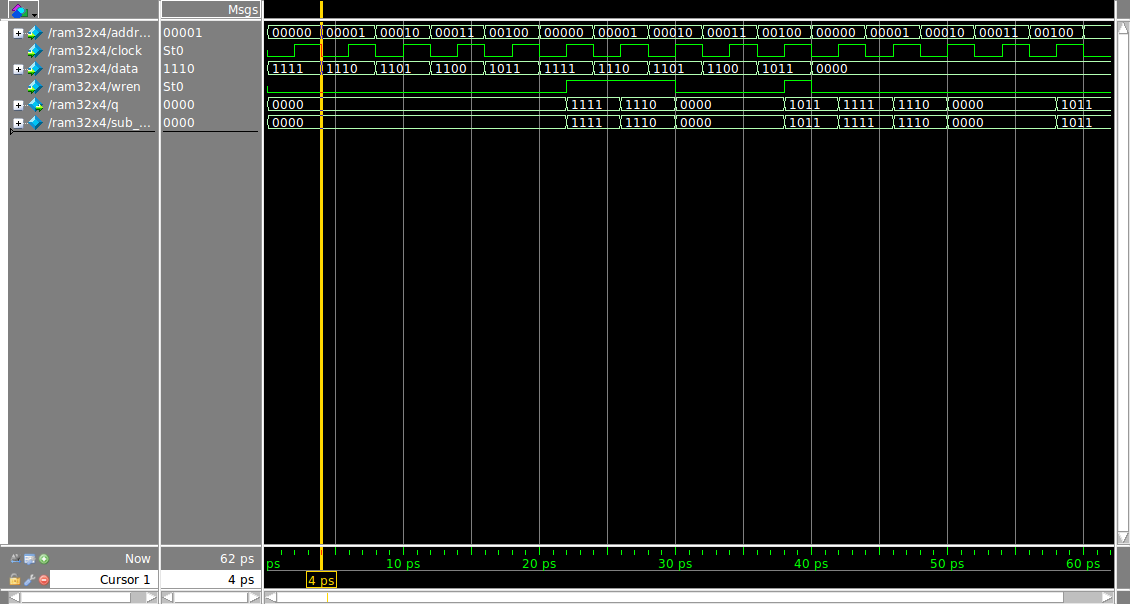 Msgs
/ram32x4/addr... 00001 00000 00001 00010 00011 00100 00000 00001 00010 00011 00100 00000 00001 00010 00011 00100
/ram32x4/clock St0
/ram32x4/data 1110 1111 1110 1101 1100 1011 1111 1110 1101 1100 1011 0000
/ram32x4/wren St0
/ram32x4/q 0000 0000 1111 1110 0000 1011 1111 1110 0000 1011
/ram32x4/sub_... 0000 0000 1111 1110 0000 1011 1111 1110 0000 1011
Now 62 ps ps 10 ps 20 ps 30 ps 40 ps 50 ps 60 ps
Cursor 1 4 ps 4 ps